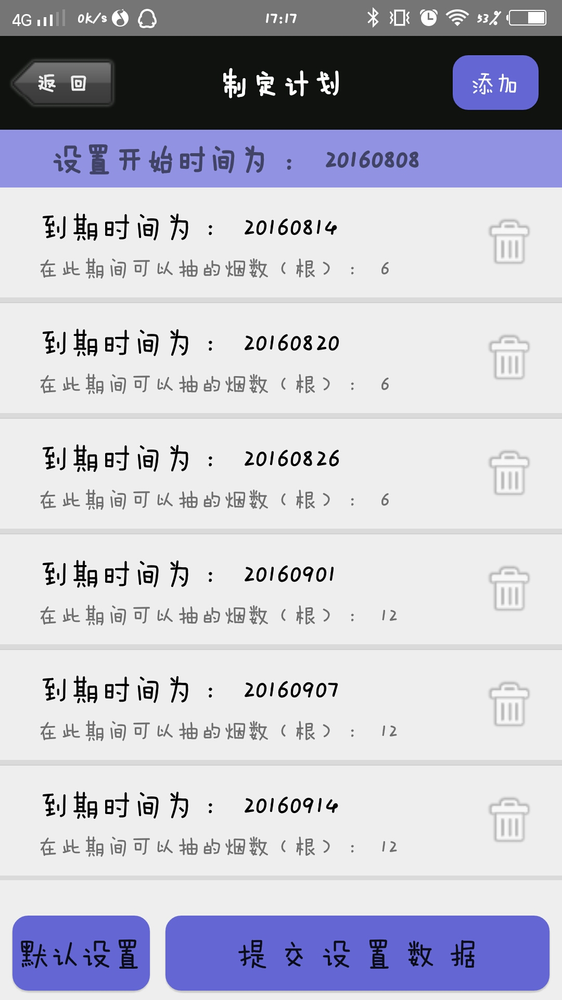 4G 0k/s 17:17 53%
返回 制定计划 添加
设置开始时间为： 20160808
到期时间为： 20160814
在此期间可以抽的烟数（根）： 6
到期时间为： 20160820
在此期间可以抽的烟数（根）： 6
到期时间为： 20160826
在此期间可以抽的烟数（根）： 6
到期时间为： 20160901
在此期间可以抽的烟数（根）： 12
到期时间为： 20160907
在此期间可以抽的烟数（根）： 12
到期时间为： 20160914
在此期间可以抽的烟数（根）： 12
默认设置 提交设置数据